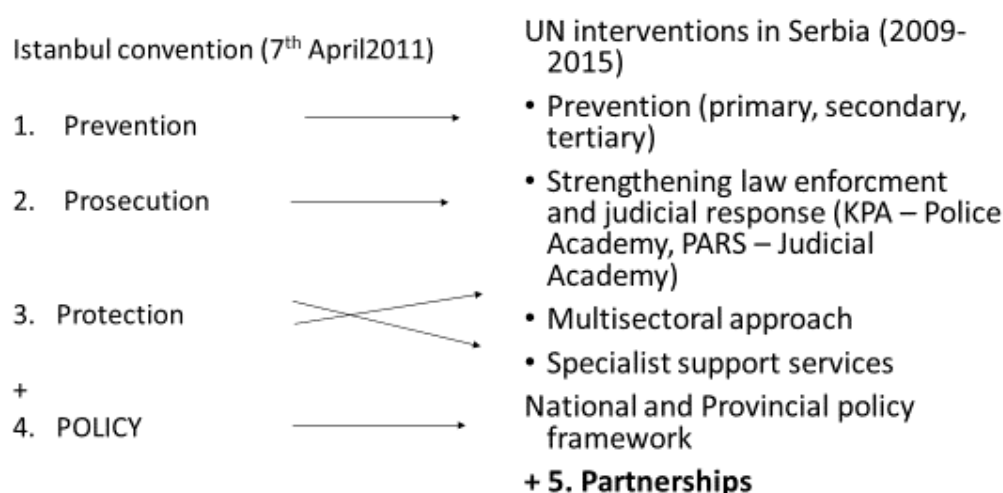 Istanbul convention (7th April2011)
1. Prevention
2. Prosecution
3. Protection
+
4. POLICY
UN interventions in Serbia (2009-
2015)
• Prevention (primary, secondary,
tertiary)
• Strengthening law enforcment
and judicial response (KPA – Police
Academy, PARS – Judicial
Academy)
• Multisectoral approach
• Specialist support services
National and Provincial policy
framework
+ 5. Partnerships